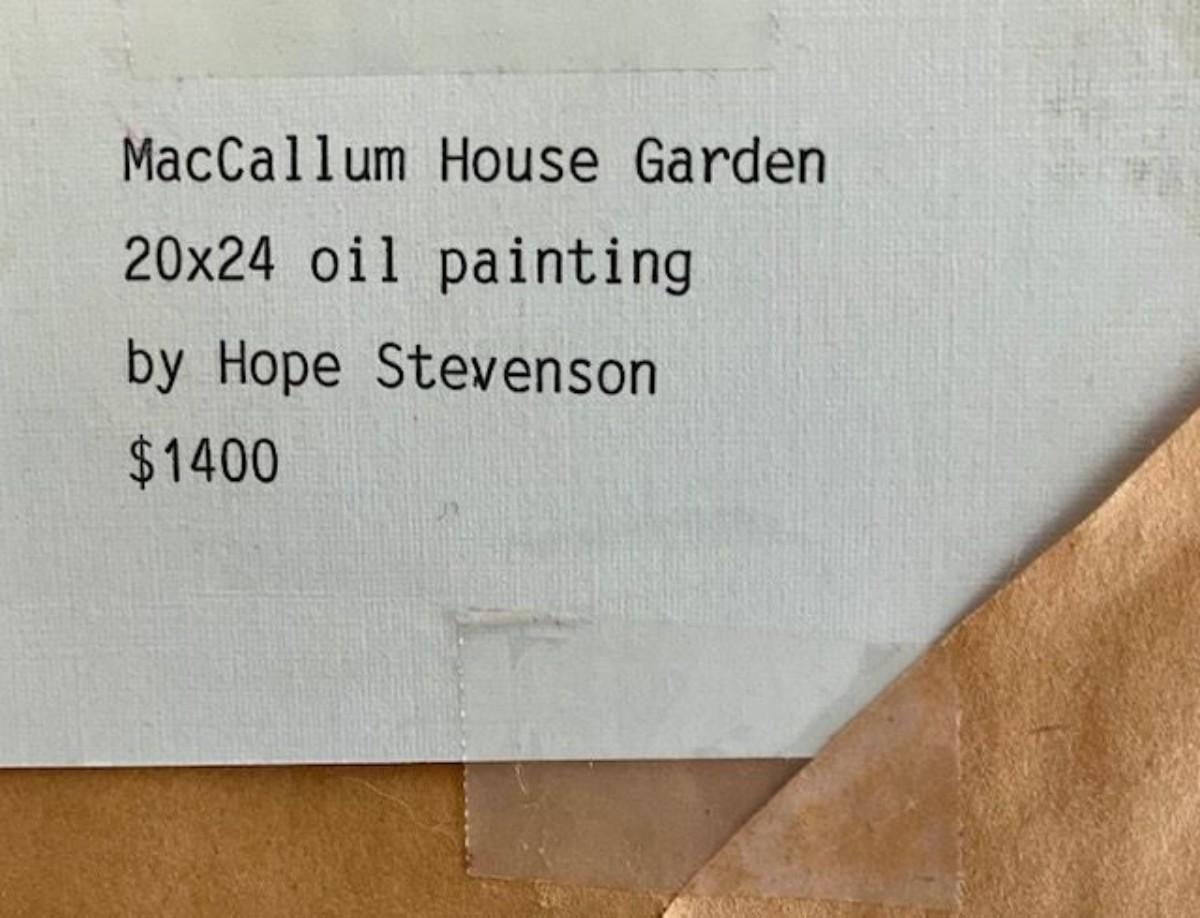 MacCallum House Garden
20x24 oil painting
by Hope Stevenson
$1400